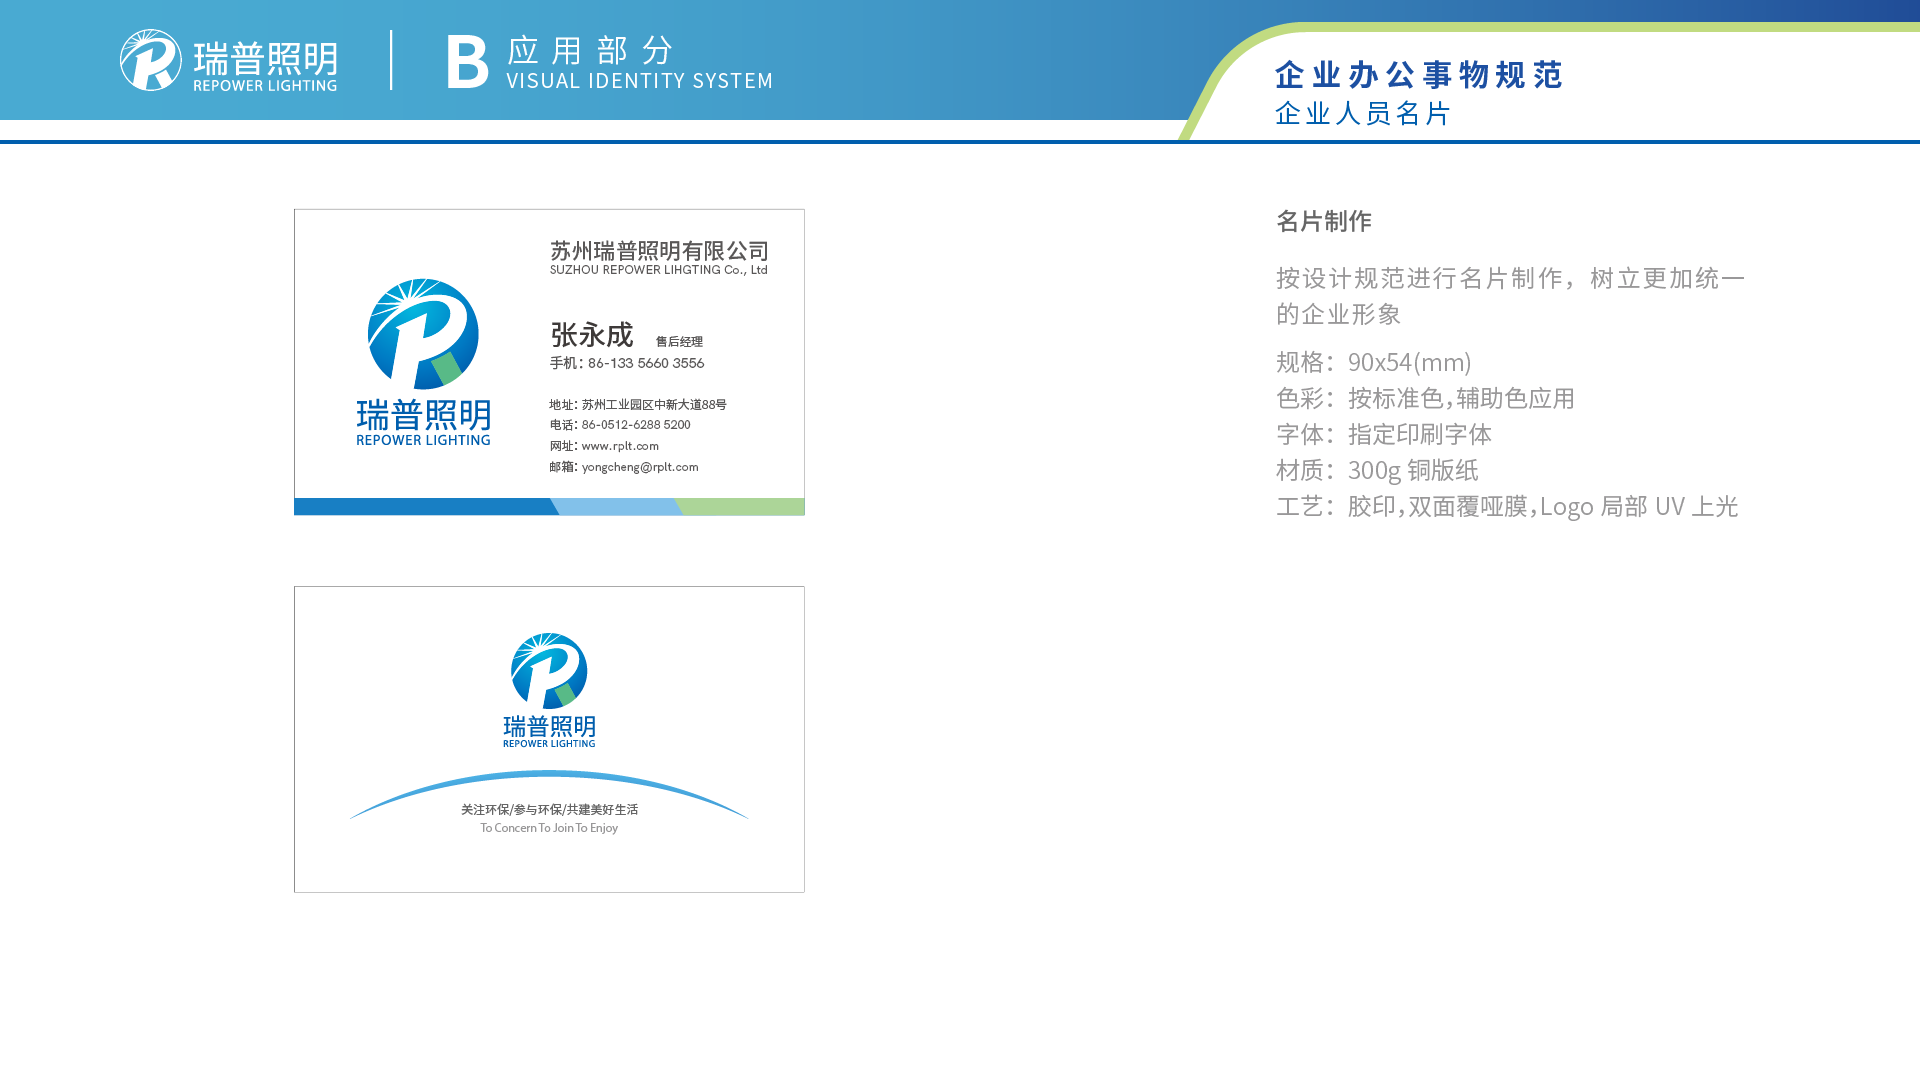 瑞普照明
REPOWER LIGHTING
B 应用部分
VISUAL IDENTITY SYSTEM
企业办公事物规范
企业人员名片
苏州瑞普照明有限公司
SUZHOU REPOWER LIHGTING Co., Ltd
张永成 售后经理
手机: 86-133 5660 3556
地址: 苏州工业园区中新大道88号
电话: 86-0512-6288 5200
网址: www.rplt.com
邮箱: yongcheng@rplt.com
瑞普照明
REPOWER LIGHTING
瑞普照明
REPOWER LIGHTING
关注环保/参与环保/共建美好生活
To Concern To Join To Enjoy
名片制作
按设计规范进行名片制作，树立更加统一
的企业形象
规格：90x54(mm)
色彩：按标准色,辅助色应用
字体：指定印刷字体
材质：300g 铜版纸
工艺：胶印,双面覆哑膜,Logo 局部 UV 上光